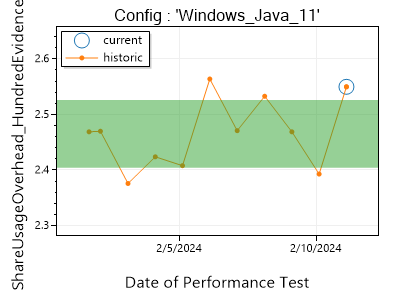 Config : 'Windows_Java_11'
current
historic
ShareUsageOverhead_HundredEvidence
2.6
2.5
2.4
2.3
2/5/2024
2/10/2024
Date of Performance Test